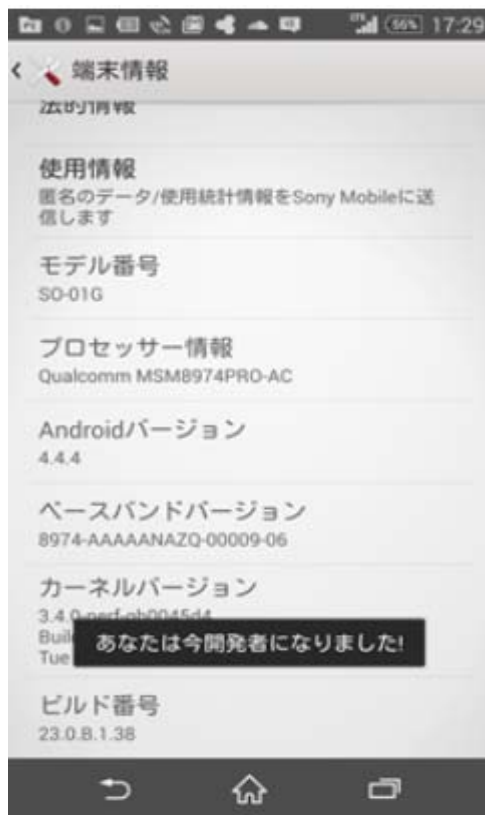 56% 17:29
端末情報
法的情報
使用情報
匿名のデータ/使用統計情報をSony Mobileに送
信します
モデル番号
SO-01G
プロセッサー情報
Qualcomm MSM8974PRO-AC
Androidバージョン
4.4.4
ベースバンドバージョン
8974-AAAAANAZQ-00009-06
カーネルバージョン
Tue
あなたは今開発者になりました!
ビルド番号
23.0.B.1.38